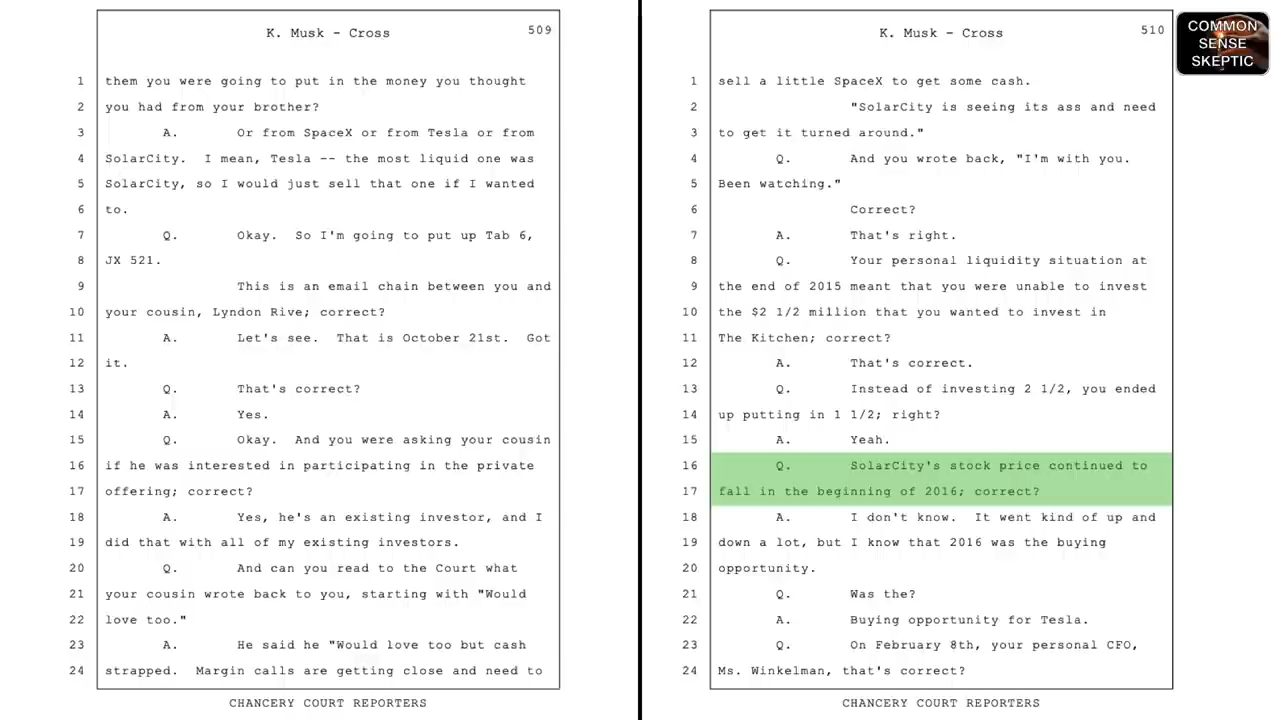 K. Musk - Cross 509
1 them you were going to put in the money you thought
2 you had from your brother?
3 A. Or from SpaceX or from Tesla or from
4 SolarCity. I mean, Tesla -- the most liquid one was
5 SolarCity, so I would just sell that one if I wanted
6 to.
7 Q. Okay. So I'm going to put up Tab 6,
8 JX 521.
9 This is an email chain between you and
10 your cousin, Lyndon Rive; correct?
11 A. Let's see. That is October 21st. Got
12 it.
13 Q. That's correct?
14 A. Yes.
15 Q. Okay. And you were asking your cousin
16 if he was interested in participating in the private
17 offering; correct?
18 A. Yes, he's an existing investor, and I
19 did that with all of my existing investors.
20 Q. And can you read to the Court what
21 your cousin wrote back to you, starting with "Would
22 love too."
23 A. He said he "Would love too but cash
24 strapped. Margin calls are getting close and need to
CHANCERY COURT REPORTERS
K. Musk - Cross 510
1 sell a little SpaceX to get some cash.
2 "SolarCity is seeing its ass and need
3 to get it turned around."
4 Q. And you wrote back, "I'm with you.
5 Been watching."
6 Correct?
7 A. That's right.
8 Q. Your personal liquidity situation at
9 the end of 2015 meant that you were unable to invest
10 the $2 1/2 million that you wanted to invest in
11 The Kitchen; correct?
12 A. That's correct.
13 Q. Instead of investing 2 1/2, you ended
14 up putting in 1 1/2; right?
15 A. Yeah.
16 Q. SolarCity's stock price continued to
17 fall in the beginning of 2016; correct?
18 A. I don't know. It went kind of up and
19 down a lot, but I know that 2016 was the buying
20 opportunity.
21 Q. Was the?
22 A. Buying opportunity for Tesla.
23 Q. On February 8th, your personal CFO,
24 Ms. Winkelman, that's correct?
CHANCERY COURT REPORTERS
COMMON
SENSE
SKEPTIC